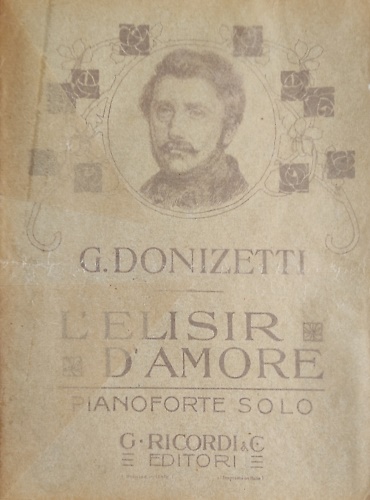 G. DONIZETTI
L'ELISIR
D'AMORE
PIANOFORTE SOLO
G. RICORDI & C.
EDITORI